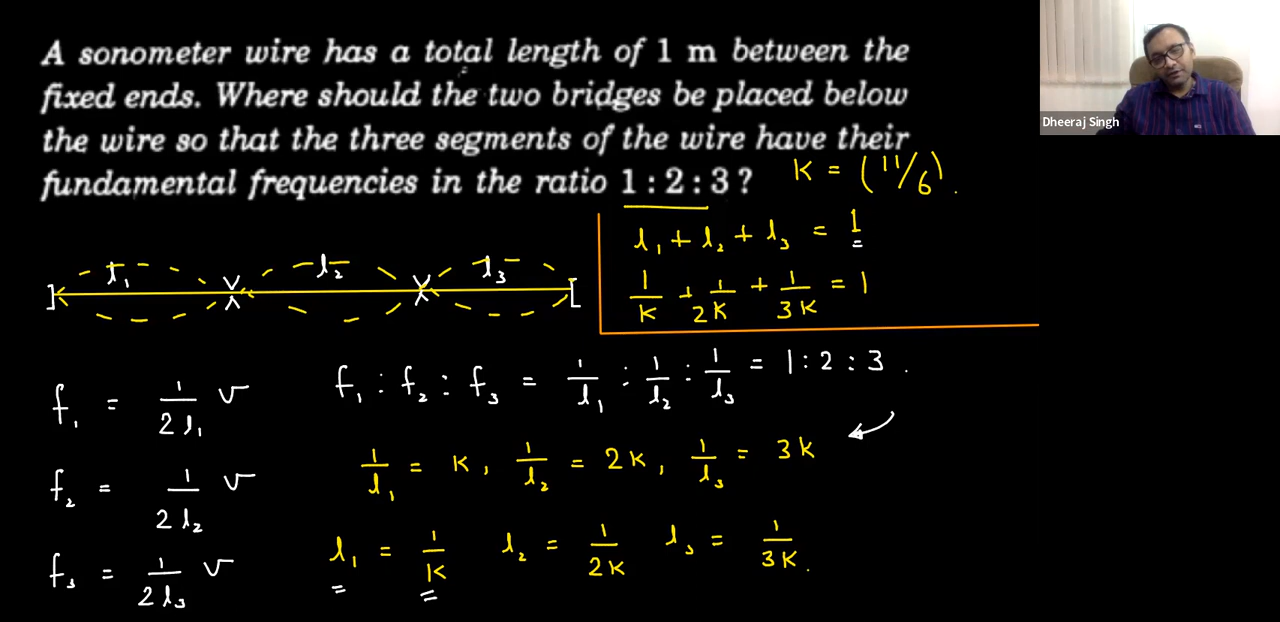 A sonometer wire has a total length of 1 m between the
fixed ends. Where should the two bridges be placed below
the wire so that the three segments of the wire have their
fundamental frequencies in the ratio 1 : 2 : 3 ?
K = (11/6).
Dheeraj Singh
l₁ + l₂ + l₃ = 1
1/K + 1/2K + 1/3K = 1
l₁ l₂ l₃
f₁ = 1/2l₁ v
f₁ : f₂ : f₃ = 1/l₁ : 1/l₂ : 1/l₃ = 1 : 2 : 3.
1/l₁ = K, 1/l₂ = 2K, 1/l₃ = 3K
f₂ = 1/2l₂ v
l₁ = 1/K l₂ = 1/2K l₃ = 1/3K.
f₃ = 1/2l₃ v